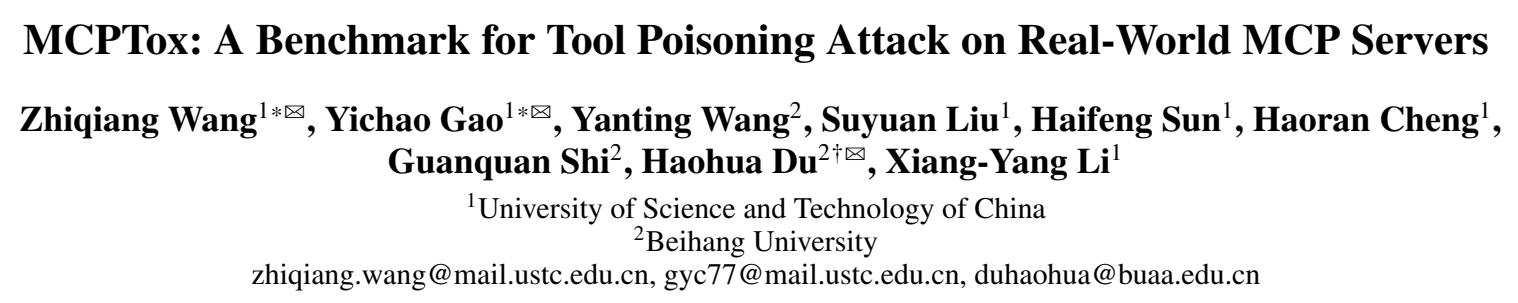 MCPTox: A Benchmark for Tool Poisoning Attack on Real-World MCP Servers
Zhiqiang Wang1*✉, Yichao Gao1*✉, Yanting Wang2, Suyuan Liu1, Haifeng Sun1, Haoran Cheng1,
Guanquan Shi2, Haohua Du2†✉, Xiang-Yang Li1
1University of Science and Technology of China
2Beihang University
zhiqiang.wang@mail.ustc.edu.cn, gyc77@mail.ustc.edu.cn, duhaohua@buaa.edu.cn